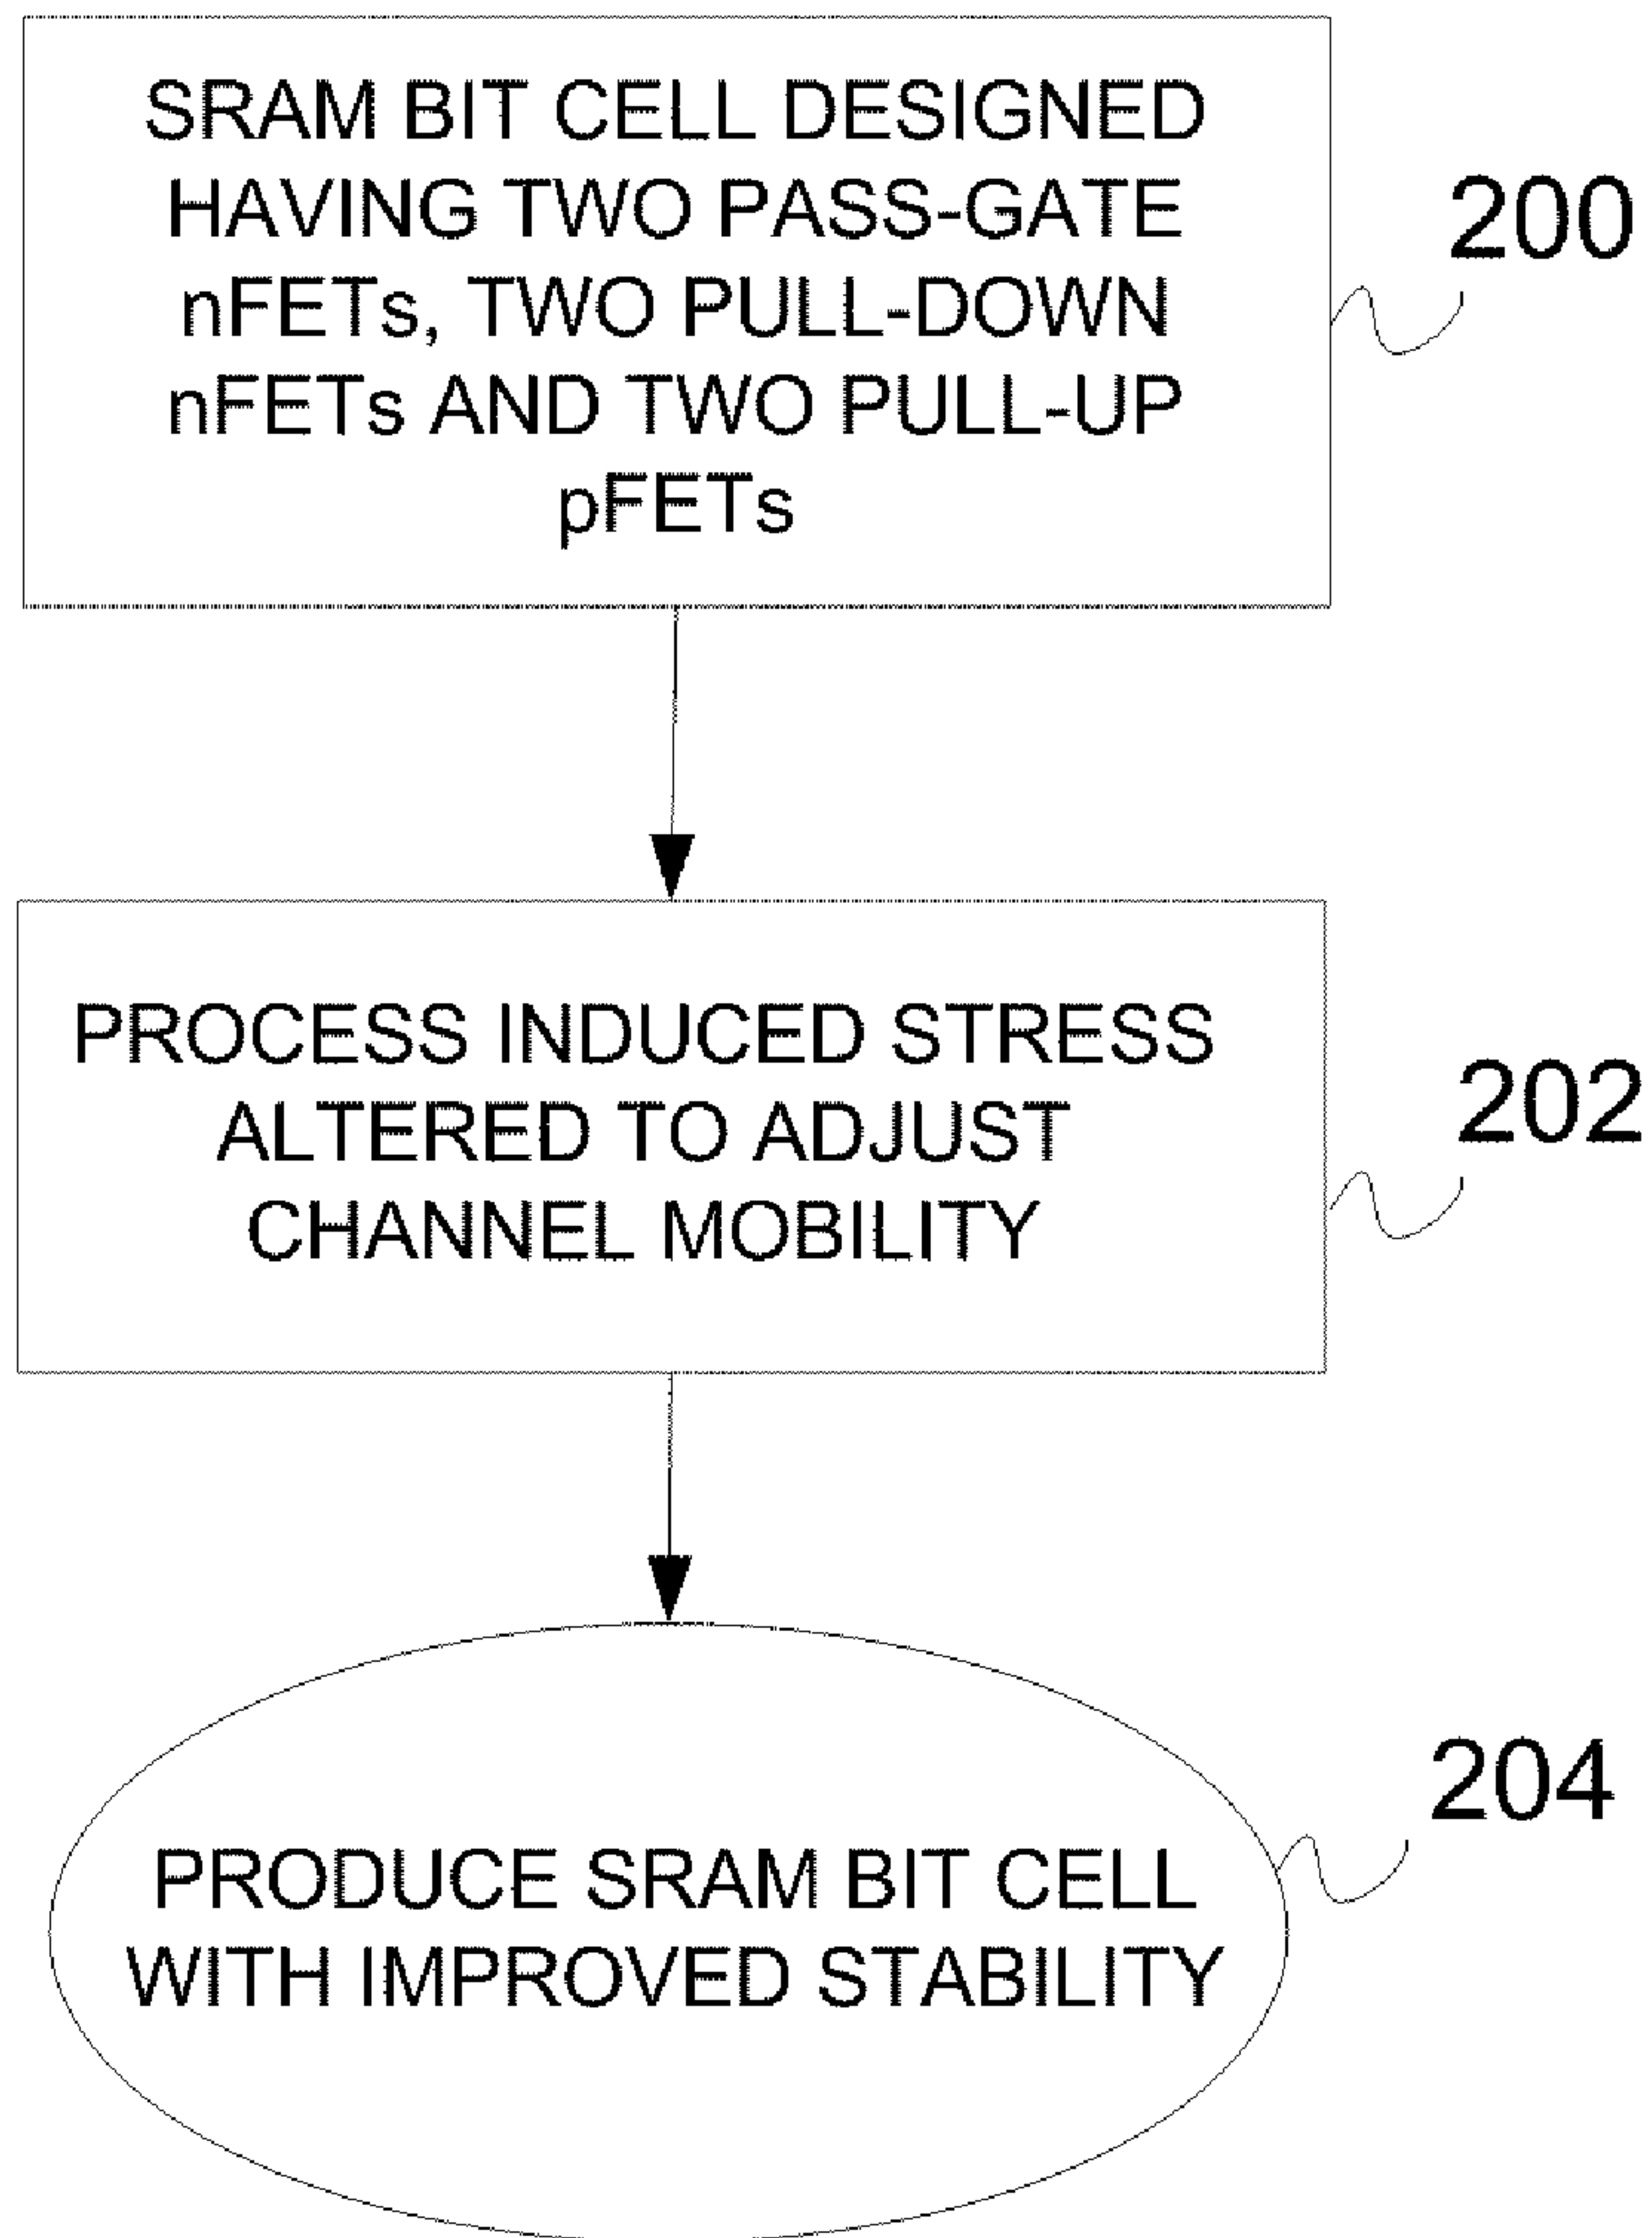 SRAM BIT CELL DESIGNED
HAVING TWO PASS-GATE
nFETs, TWO PULL-DOWN
nFETs AND TWO PULL-UP
pFETs
200
PROCESS INDUCED STRESS
ALTERED TO ADJUST
CHANNEL MOBILITY
202
PRODUCE SRAM BIT CELL
WITH IMPROVED STABILITY
204